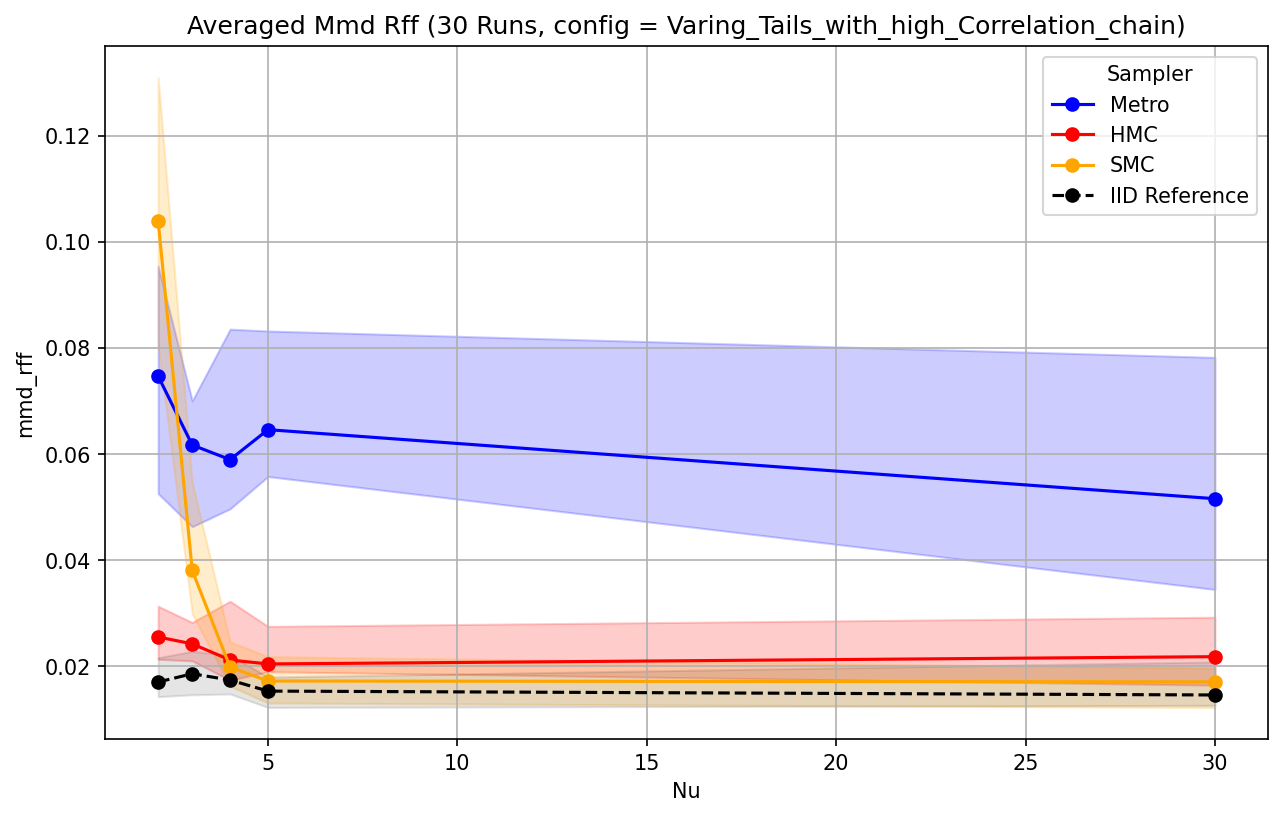 Averaged Mmd Rff (30 Runs, config = Varing_Tails_with_high_Correlation_chain)
Sampler
Metro
HMC
SMC
IID Reference
mmd_rff
0.12
0.10
0.08
0.06
0.04
0.02
5 10 15 20 25 30
Nu